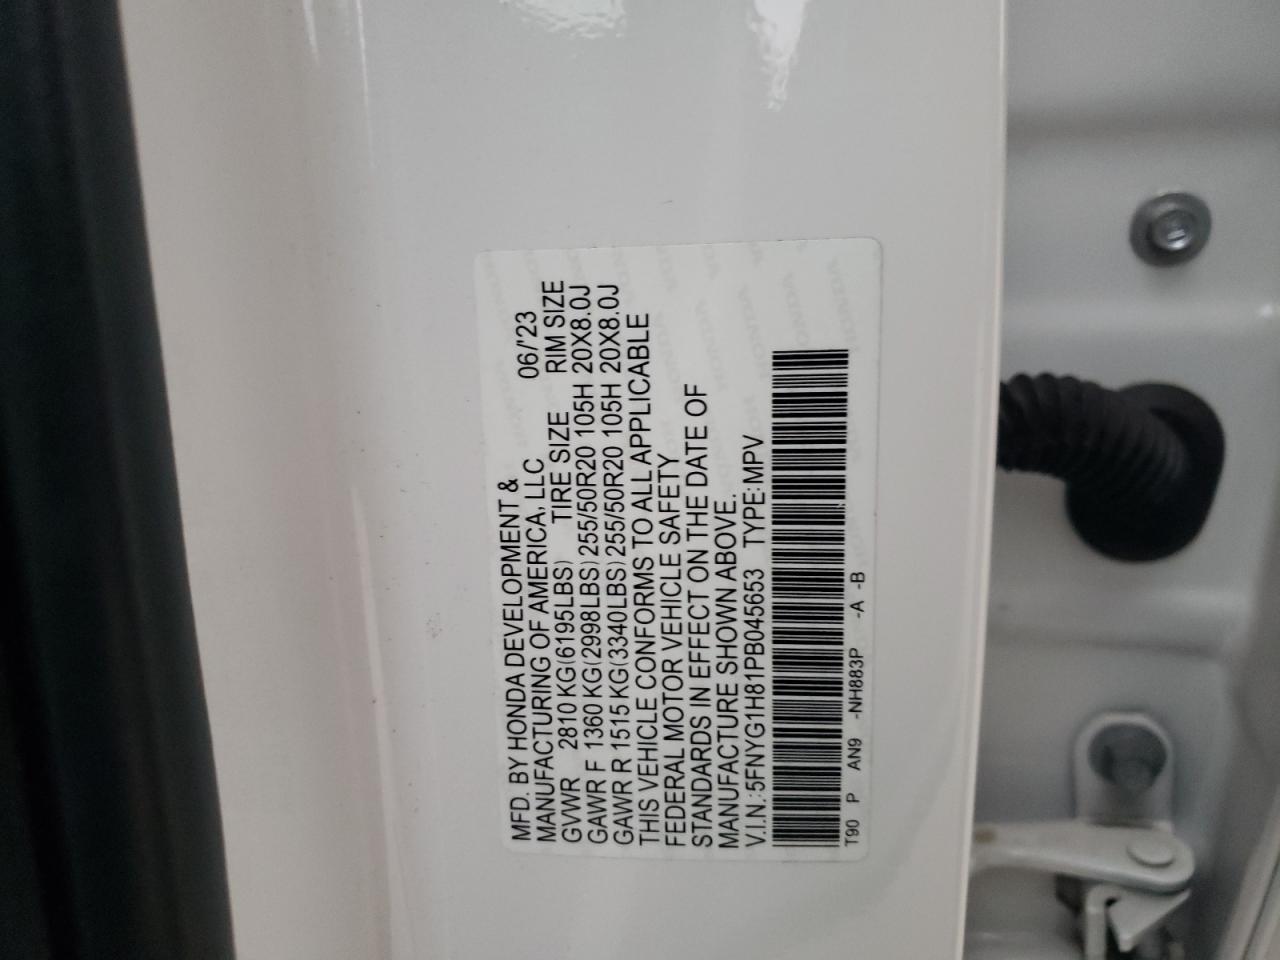 MFD. BY HONDA DEVELOPMENT &
MANUFACTURING OF AMERICA, LLC 06/'23
GVWR 2810 KG(6195LBS) TIRE SIZE RIM SIZE
GAWR F 1360 KG(2998LBS) 255/50R20 105H 20X8.0J
GAWR R 1515 KG(3340LBS) 255/50R20 105H 20X8.0J
THIS VEHICLE CONFORMS TO ALL APPLICABLE
FEDERAL MOTOR VEHICLE SAFETY
STANDARDS IN EFFECT ON THE DATE OF
MANUFACTURE SHOWN ABOVE.
V.I.N.:5FNYG1H81PB045653 TYPE:MPV
T90 P AN9 -NH883P -A -B